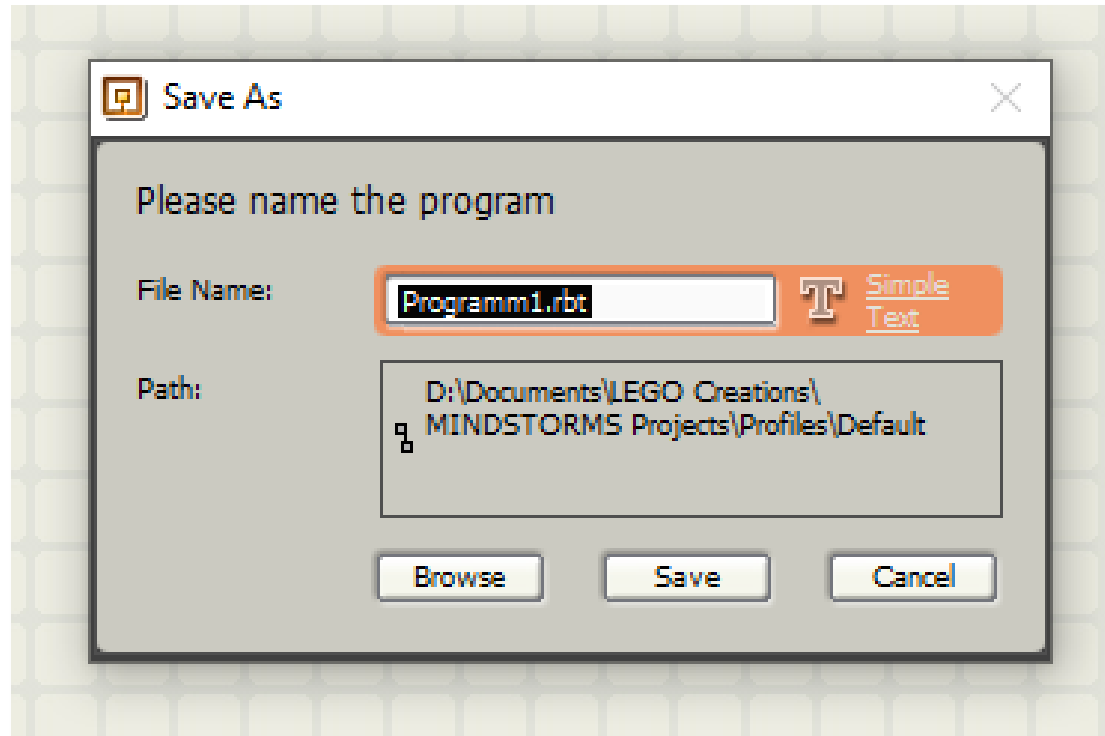 Save As
Please name the program
File Name:
Programm1.rbt
T
Simple
Text
Path:
D:\Documents\LEGO Creations\
MINDSTORMS Projects\Profiles\Default
Browse
Save
Cancel